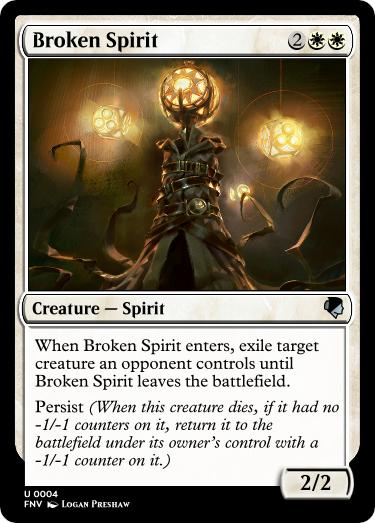 Broken Spirit 2
Creature — Spirit
When Broken Spirit enters, exile target
creature an opponent controls until
Broken Spirit leaves the battlefield.
Persist (When this creature dies, if it had no
-1/-1 counters on it, return it to the
battlefield under its owner's control with a
-1/-1 counter on it.)
2/2
U 0004
FNV Logan Preshaw